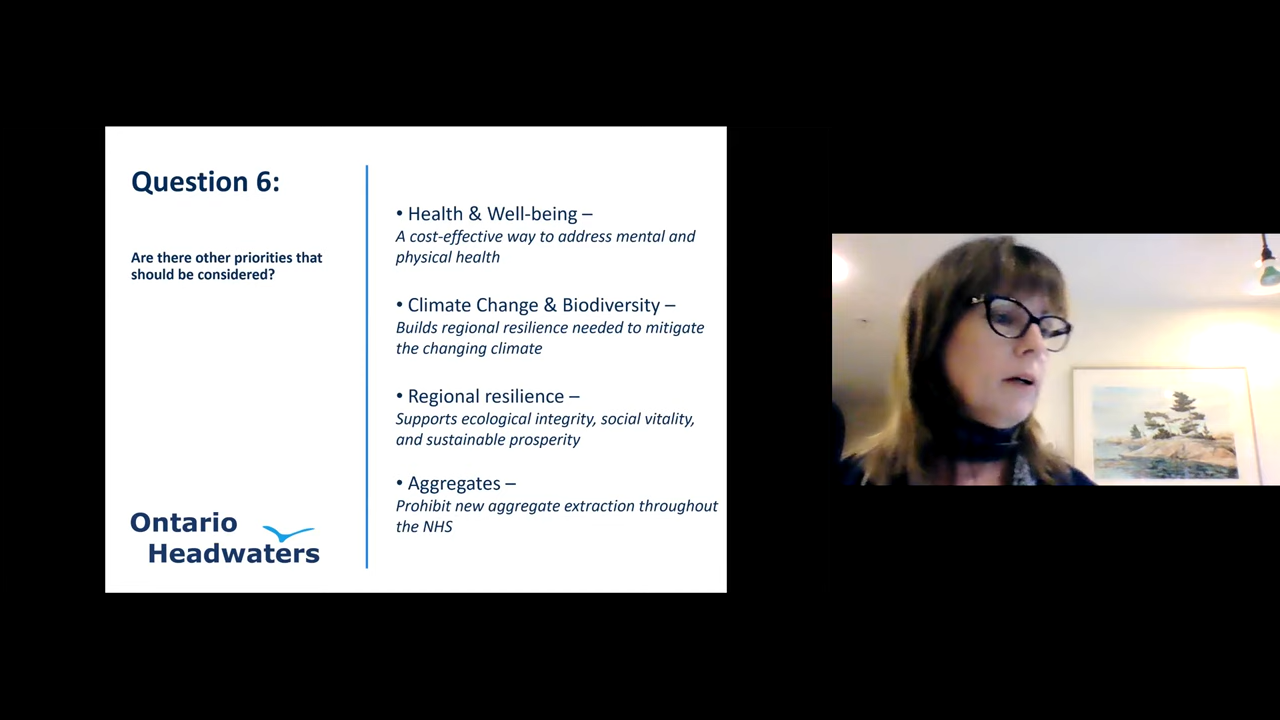 Question 6:
Are there other priorities that
should be considered?
Ontario
Headwaters
• Health & Well-being –
A cost-effective way to address mental and
physical health
• Climate Change & Biodiversity –
Builds regional resilience needed to mitigate
the changing climate
• Regional resilience –
Supports ecological integrity, social vitality,
and sustainable prosperity
• Aggregates –
Prohibit new aggregate extraction throughout
the NHS